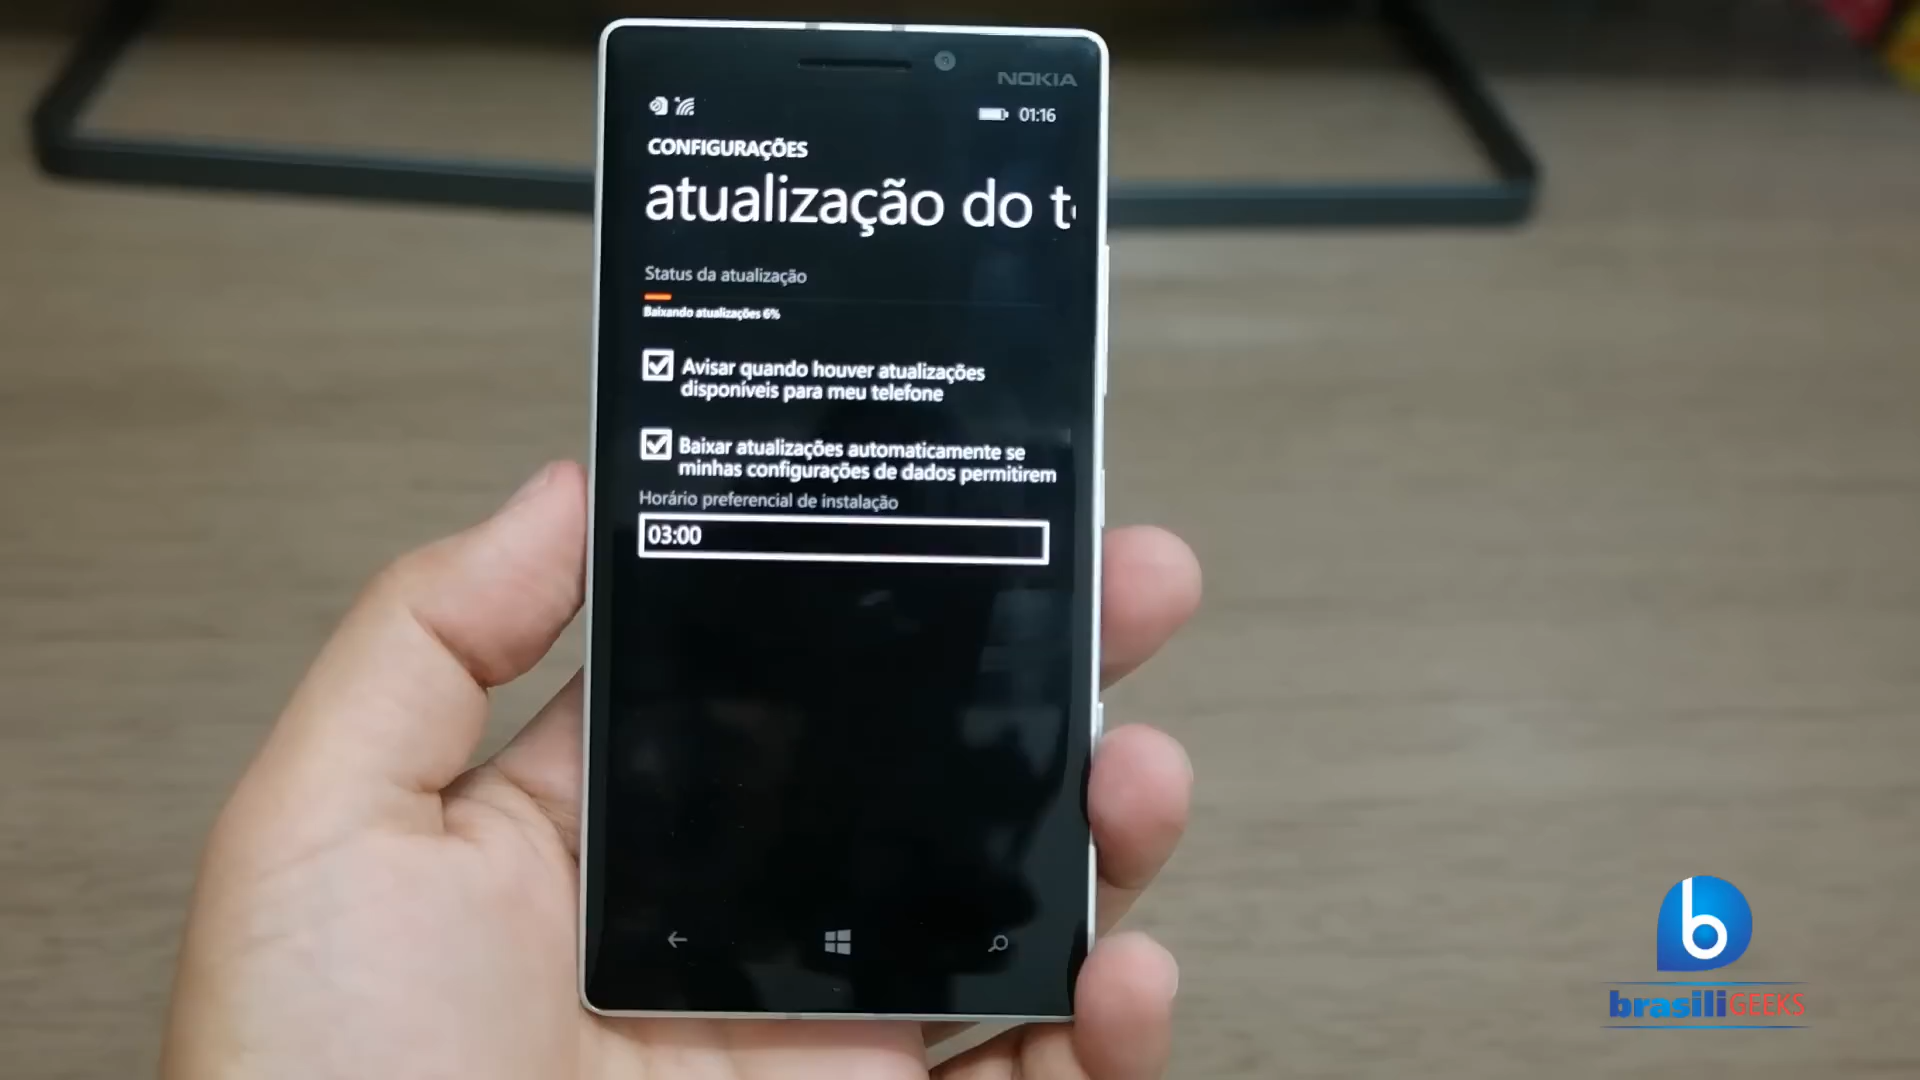 NOKIA
01:16
CONFIGURAÇÕES
atualização do t
Status da atualização
Baixando atualizações 6%
Avisar quando houver atualizações
disponíveis para meu telefone
Baixar atualizações automaticamente se
minhas configurações de dados permitirem
Horário preferencial de instalação
03:00
b
brasiliGEEKS